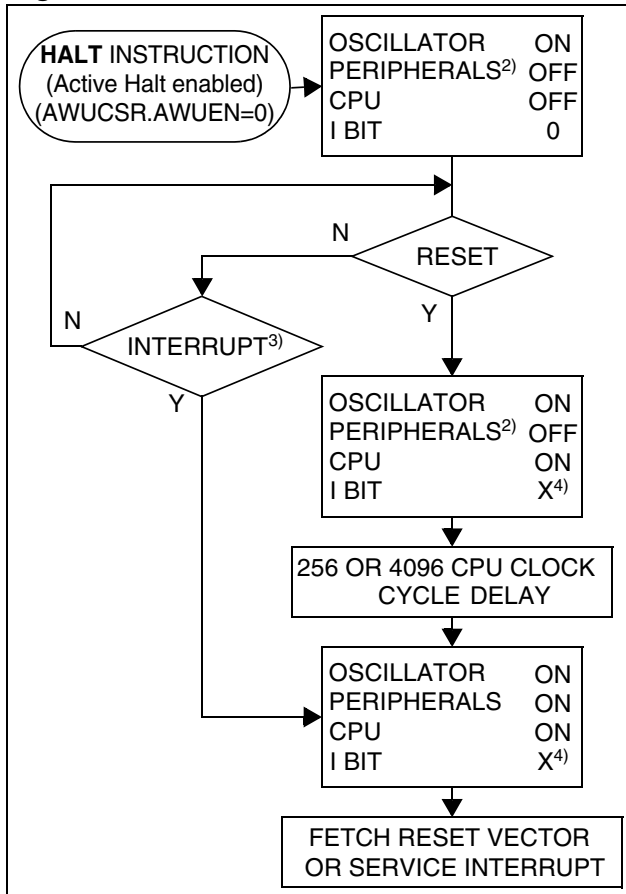 HALT INSTRUCTION
(Active Halt enabled)
(AWUCSR.AWUEN=0)
OSCILLATOR ON
PERIPHERALS2) OFF
CPU OFF
I BIT 0
N
RESET
Y
N
INTERRUPT3)
Y
OSCILLATOR ON
PERIPHERALS2) OFF
CPU ON
I BIT X4)
256 OR 4096 CPU CLOCK
CYCLE DELAY
OSCILLATOR ON
PERIPHERALS ON
CPU ON
I BIT X4)
FETCH RESET VECTOR
OR SERVICE INTERRUPT